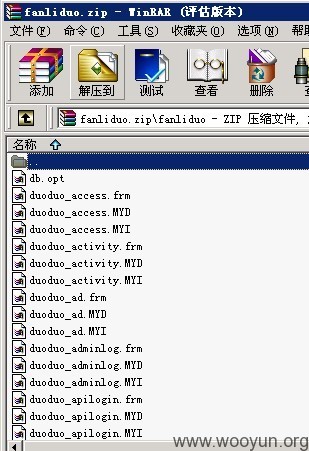 fanliduo.zip - WinRAR (评估版本)
文件(F) 命令(C) 工具(S) 收藏夹(O) 选项(N) 帮助
添加 解压到 测试 查看 删除
fanliduo.zip\fanliduo - ZIP 压缩文件,
名称
..
db.opt
duoduo_access.frm
duoduo_access.MYD
duoduo_access.MYI
duoduo_activity.frm
duoduo_activity.MYD
duoduo_activity.MYI
duoduo_ad.frm
duoduo_ad.MYD
duoduo_ad.MYI
duoduo_adminlog.frm
duoduo_adminlog.MYD
duoduo_adminlog.MYI
duoduo_apilogin.frm
duoduo_apilogin.MYD
duoduo_apilogin.MYI
www.wooyun.org